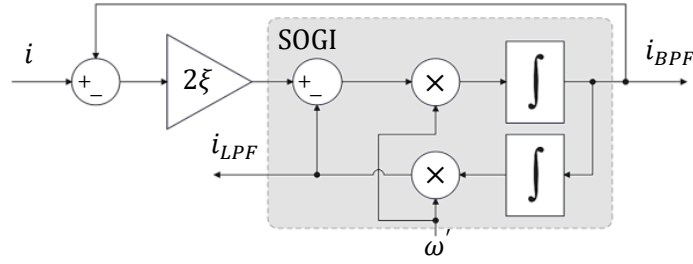 SOGI
i
i_BPF
+
−
2ξ
+
−
×
∫
i_LPF
×
∫
ω′